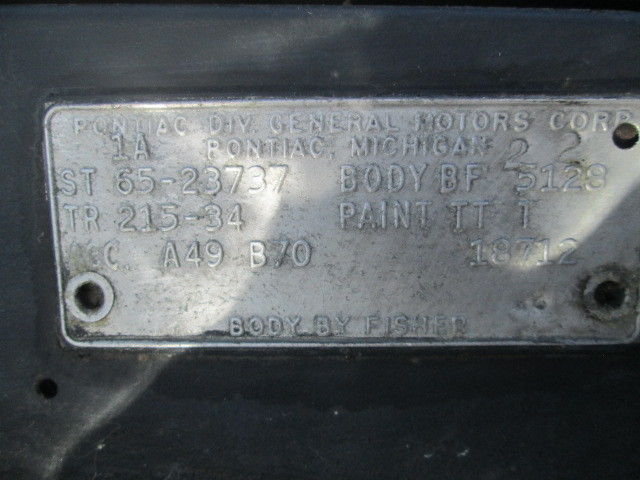 PONTIAC DIV. GENERAL MOTORS CORP.
1A PONTIAC, MICHIGAN 2 2
ST 65-23737 BODY BF 5128
TR 215-34 PAINT TT T
ACC. A49 B70 18712
BODY BY FISHER